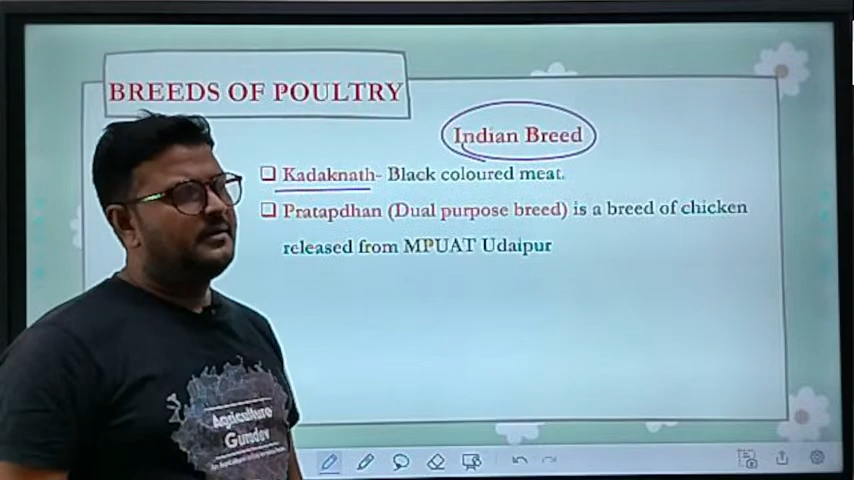 BREEDS OF POULTRY
Indian Breed
Kadaknath- Black coloured meat.
Pratapdhan (Dual purpose breed) is a breed of chicken
released from MPUAT Udaipur
Agriculture
Gurudev